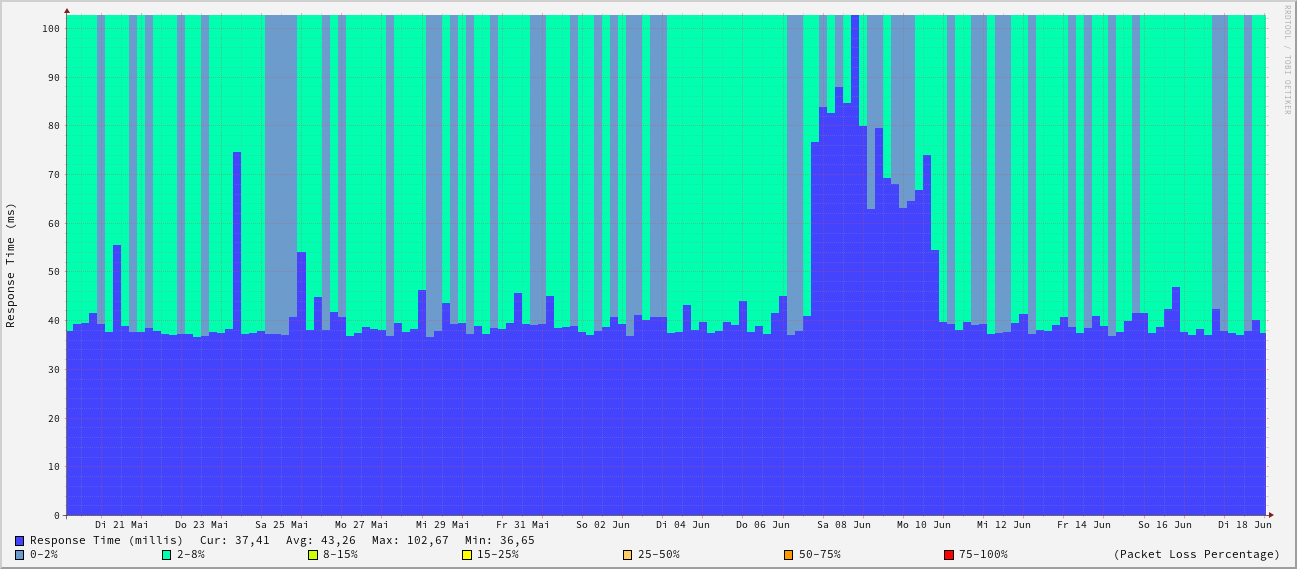 RRDTOOL / TOBI OETIKER
Response Time (ms)
100
90
80
70
60
50
40
30
20
10
0
Di 21 Mai Do 23 Mai Sa 25 Mai Mo 27 Mai Mi 29 Mai Fr 31 Mai So 02 Jun Di 04 Jun Do 06 Jun Sa 08 Jun Mo 10 Jun Mi 12 Jun Fr 14 Jun So 16 Jun Di 18 Jun
Response Time (millis) Cur: 37,41 Avg: 43,26 Max: 102,67 Min: 36,65
0-2% 2-8% 8-15% 15-25% 25-50% 50-75% 75-100% (Packet Loss Percentage)